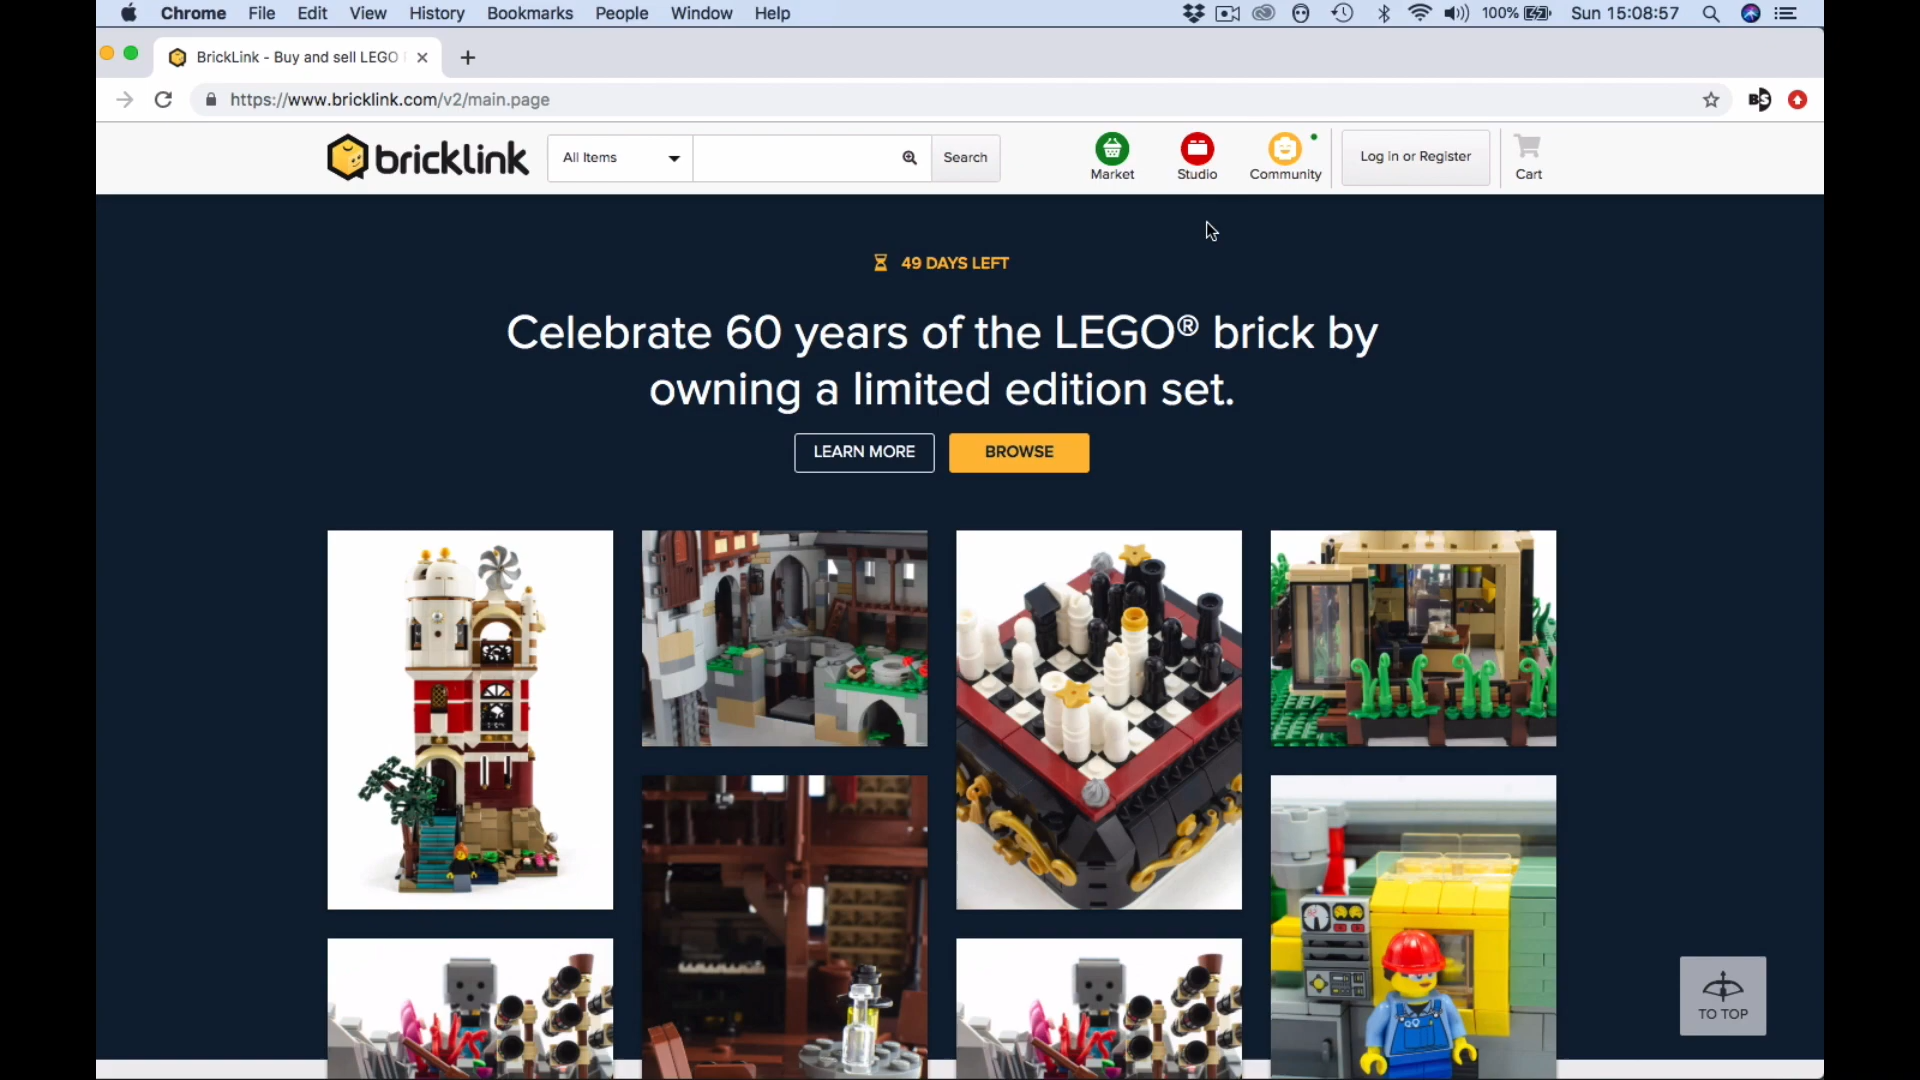 Chrome File Edit View History Bookmarks People Window Help 100% Sun 15:08:57
BrickLink - Buy and sell LEGO
https://www.bricklink.com/v2/main.page
bricklink All Items Search Market Studio Community Log in or Register Cart
49 DAYS LEFT
Celebrate 60 years of the LEGO® brick by
owning a limited edition set.
LEARN MORE BROWSE
TO TOP